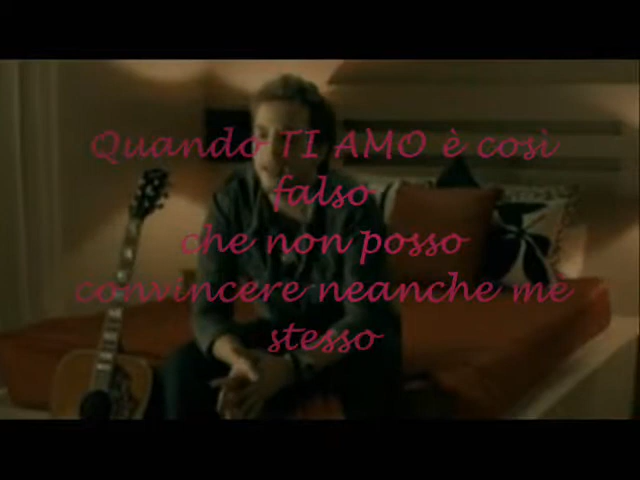 Quando TI AMO è così
falso
che non posso
convincere neanche me
stesso